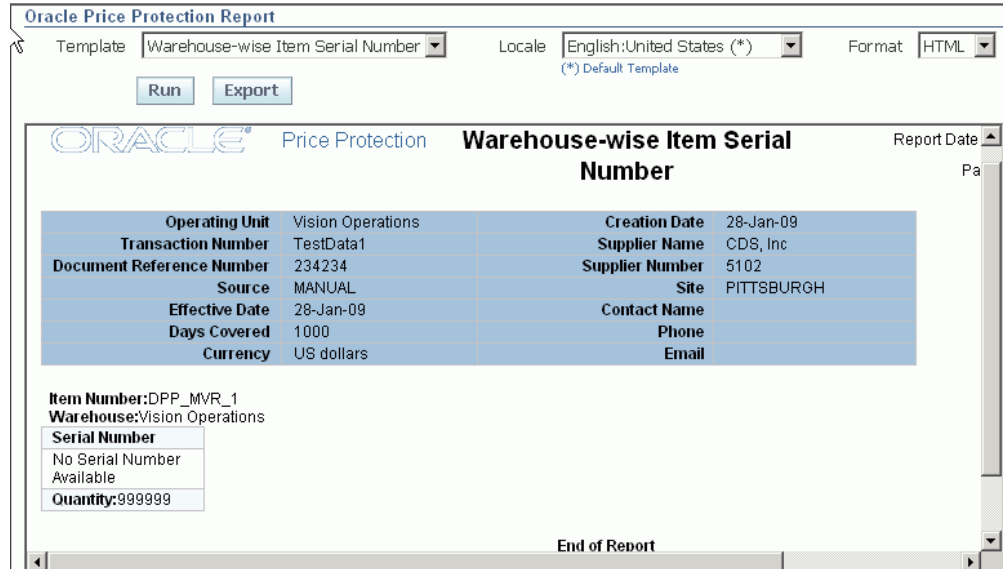 Oracle Price Protection Report
Template Warehouse-wise Item Serial Number Locale English:United States (*) Format HTML
(*) Default Template
Run Export
ORACLE® Price Protection Warehouse-wise Item Serial Number Report Date
Pa
Operating Unit Vision Operations Creation Date 28-Jan-09
Transaction Number TestData1 Supplier Name CDS, Inc
Document Reference Number 234234 Supplier Number 5102
Source MANUAL Site PITTSBURGH
Effective Date 28-Jan-09 Contact Name
Days Covered 1000 Phone
Currency US dollars Email
Item Number:DPP_MVR_1
Warehouse:Vision Operations
Serial Number
No Serial Number
Available
Quantity:999999
End of Report